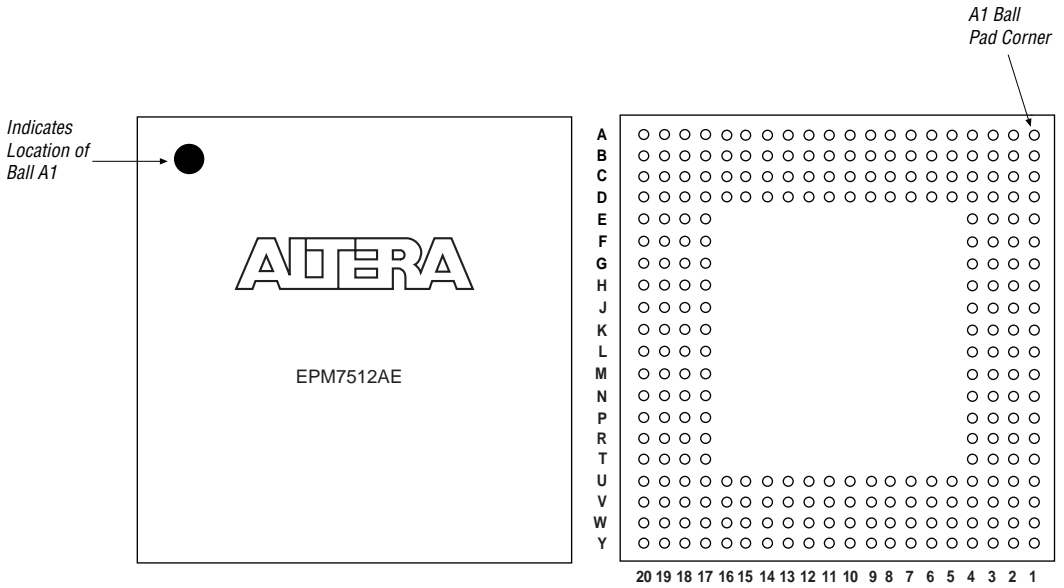 A1 Ball
Pad Corner
Indicates
Location of
Ball A1
ALTERA
EPM7512AE
A
B
C
D
E
F
G
H
J
K
L
M
N
P
R
T
U
V
W
Y
20 19 18 17 16 15 14 13 12 11 10 9 8 7 6 5 4 3 2 1